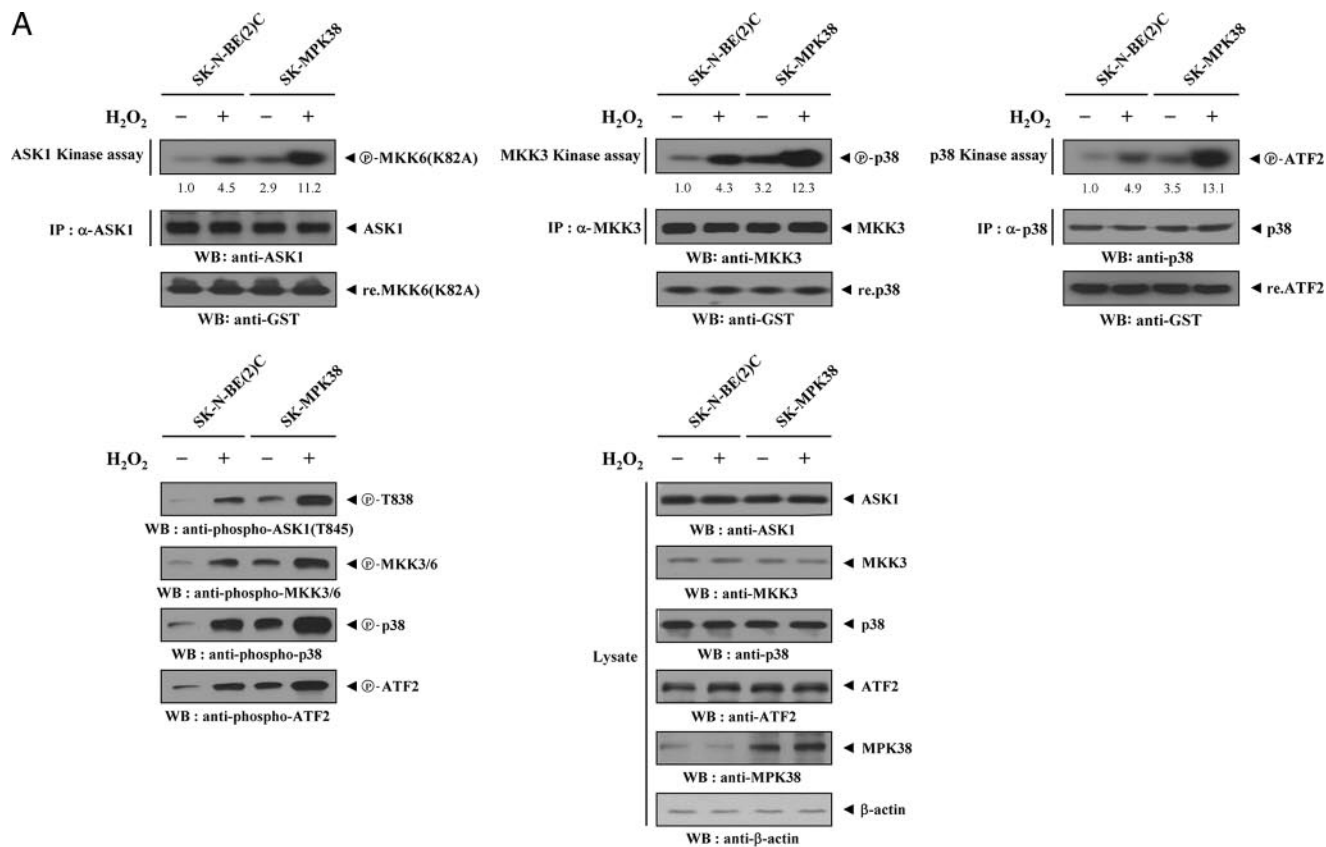 A
SK-N-BE(2)C SK-MPK38
H₂O₂ − + − +
ASK1 Kinase assay Ⓟ-MKK6(K82A)
1.0 4.5 2.9 11.2
IP : α-ASK1 ASK1
WB: anti-ASK1
re.MKK6(K82A)
WB: anti-GST
SK-N-BE(2)C SK-MPK38
H₂O₂ − + − +
MKK3 Kinase assay Ⓟ-p38
1.0 4.3 3.2 12.3
IP : α-MKK3 MKK3
WB: anti-MKK3
re.p38
WB: anti-GST
SK-N-BE(2)C SK-MPK38
H₂O₂ − + − +
p38 Kinase assay Ⓟ-ATF2
1.0 4.9 3.5 13.1
IP : α-p38 p38
WB: anti-p38
re.ATF2
WB: anti-GST
SK-N-BE(2)C SK-MPK38
H₂O₂ − + − +
Ⓟ-T838
WB : anti-phospho-ASK1(T845)
Ⓟ-MKK3/6
WB : anti-phospho-MKK3/6
Ⓟ-p38
WB : anti-phospho-p38
Ⓟ-ATF2
WB : anti-phospho-ATF2
SK-N-BE(2)C SK-MPK38
H₂O₂ − + − +
ASK1
WB : anti-ASK1
MKK3
WB : anti-MKK3
p38
WB : anti-p38
Lysate
ATF2
WB : anti-ATF2
MPK38
WB : anti-MPK38
β-actin
WB : anti-β-actin